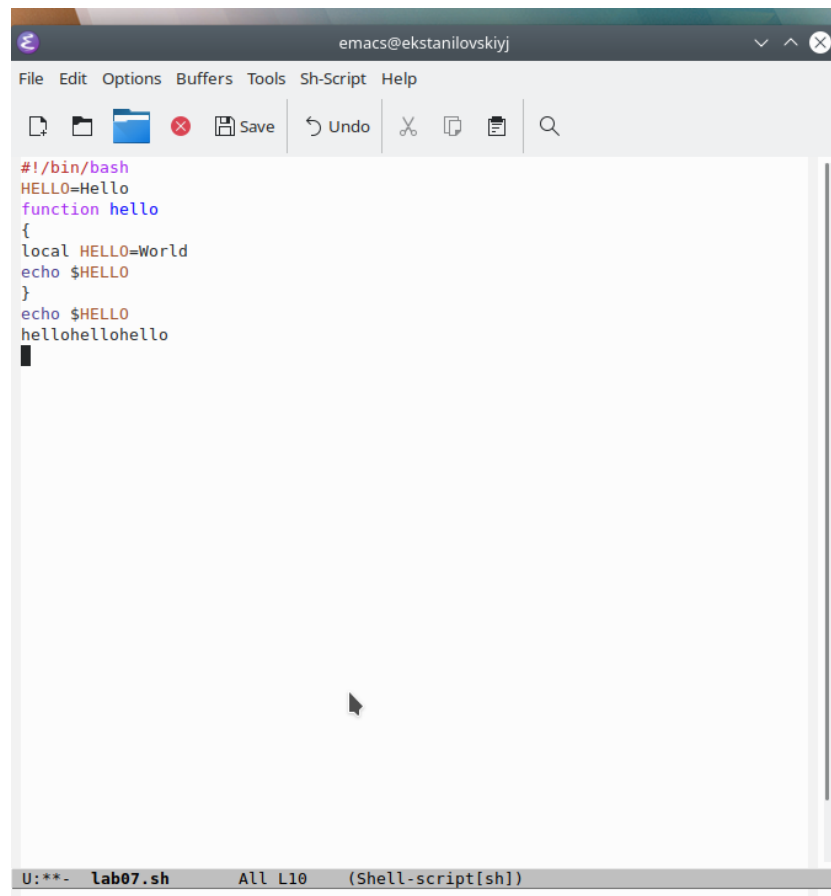 emacs@ekstanilovskiyj
File Edit Options Buffers Tools Sh-Script Help
Save Undo
#!/bin/bash
HELLO=Hello
function hello
{
local HELLO=World
echo $HELLO
}
echo $HELLO
hellohellohello
U:**- lab07.sh All L10 (Shell-script[sh])